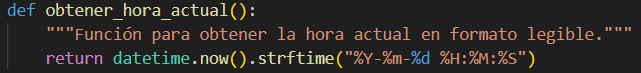 def obtener_hora_actual():
    """Función para obtener la hora actual en formato legible."""
    return datetime.now().strftime("%Y-%m-%d %H:%M:%S")